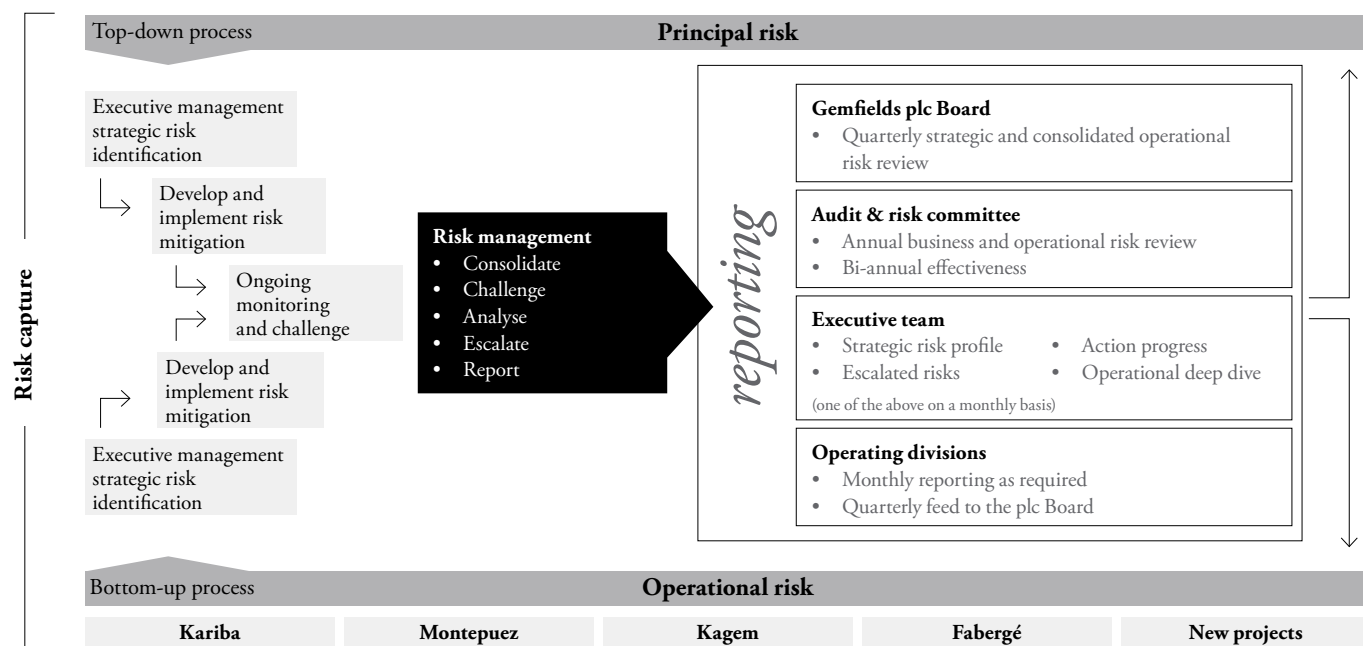 Risk capture
Top-down process
Principal risk
Executive management
strategic risk
identification
Develop and
implement risk
mitigation
Ongoing
monitoring
and challenge
Develop and
implement risk
mitigation
Executive management
strategic risk
identification
Risk management
• Consolidate
• Challenge
• Analyse
• Escalate
• Report
reporting
Gemfields plc Board
• Quarterly strategic and consolidated operational
risk review
Audit & risk committee
• Annual business and operational risk review
• Bi-annual effectiveness
Executive team
• Strategic risk profile
• Escalated risks
• Action progress
• Operational deep dive
(one of the above on a monthly basis)
Operating divisions
• Monthly reporting as required
• Quarterly feed to the plc Board
Bottom-up process
Operational risk
Kariba
Montepuez
Kagem
Fabergé
New projects